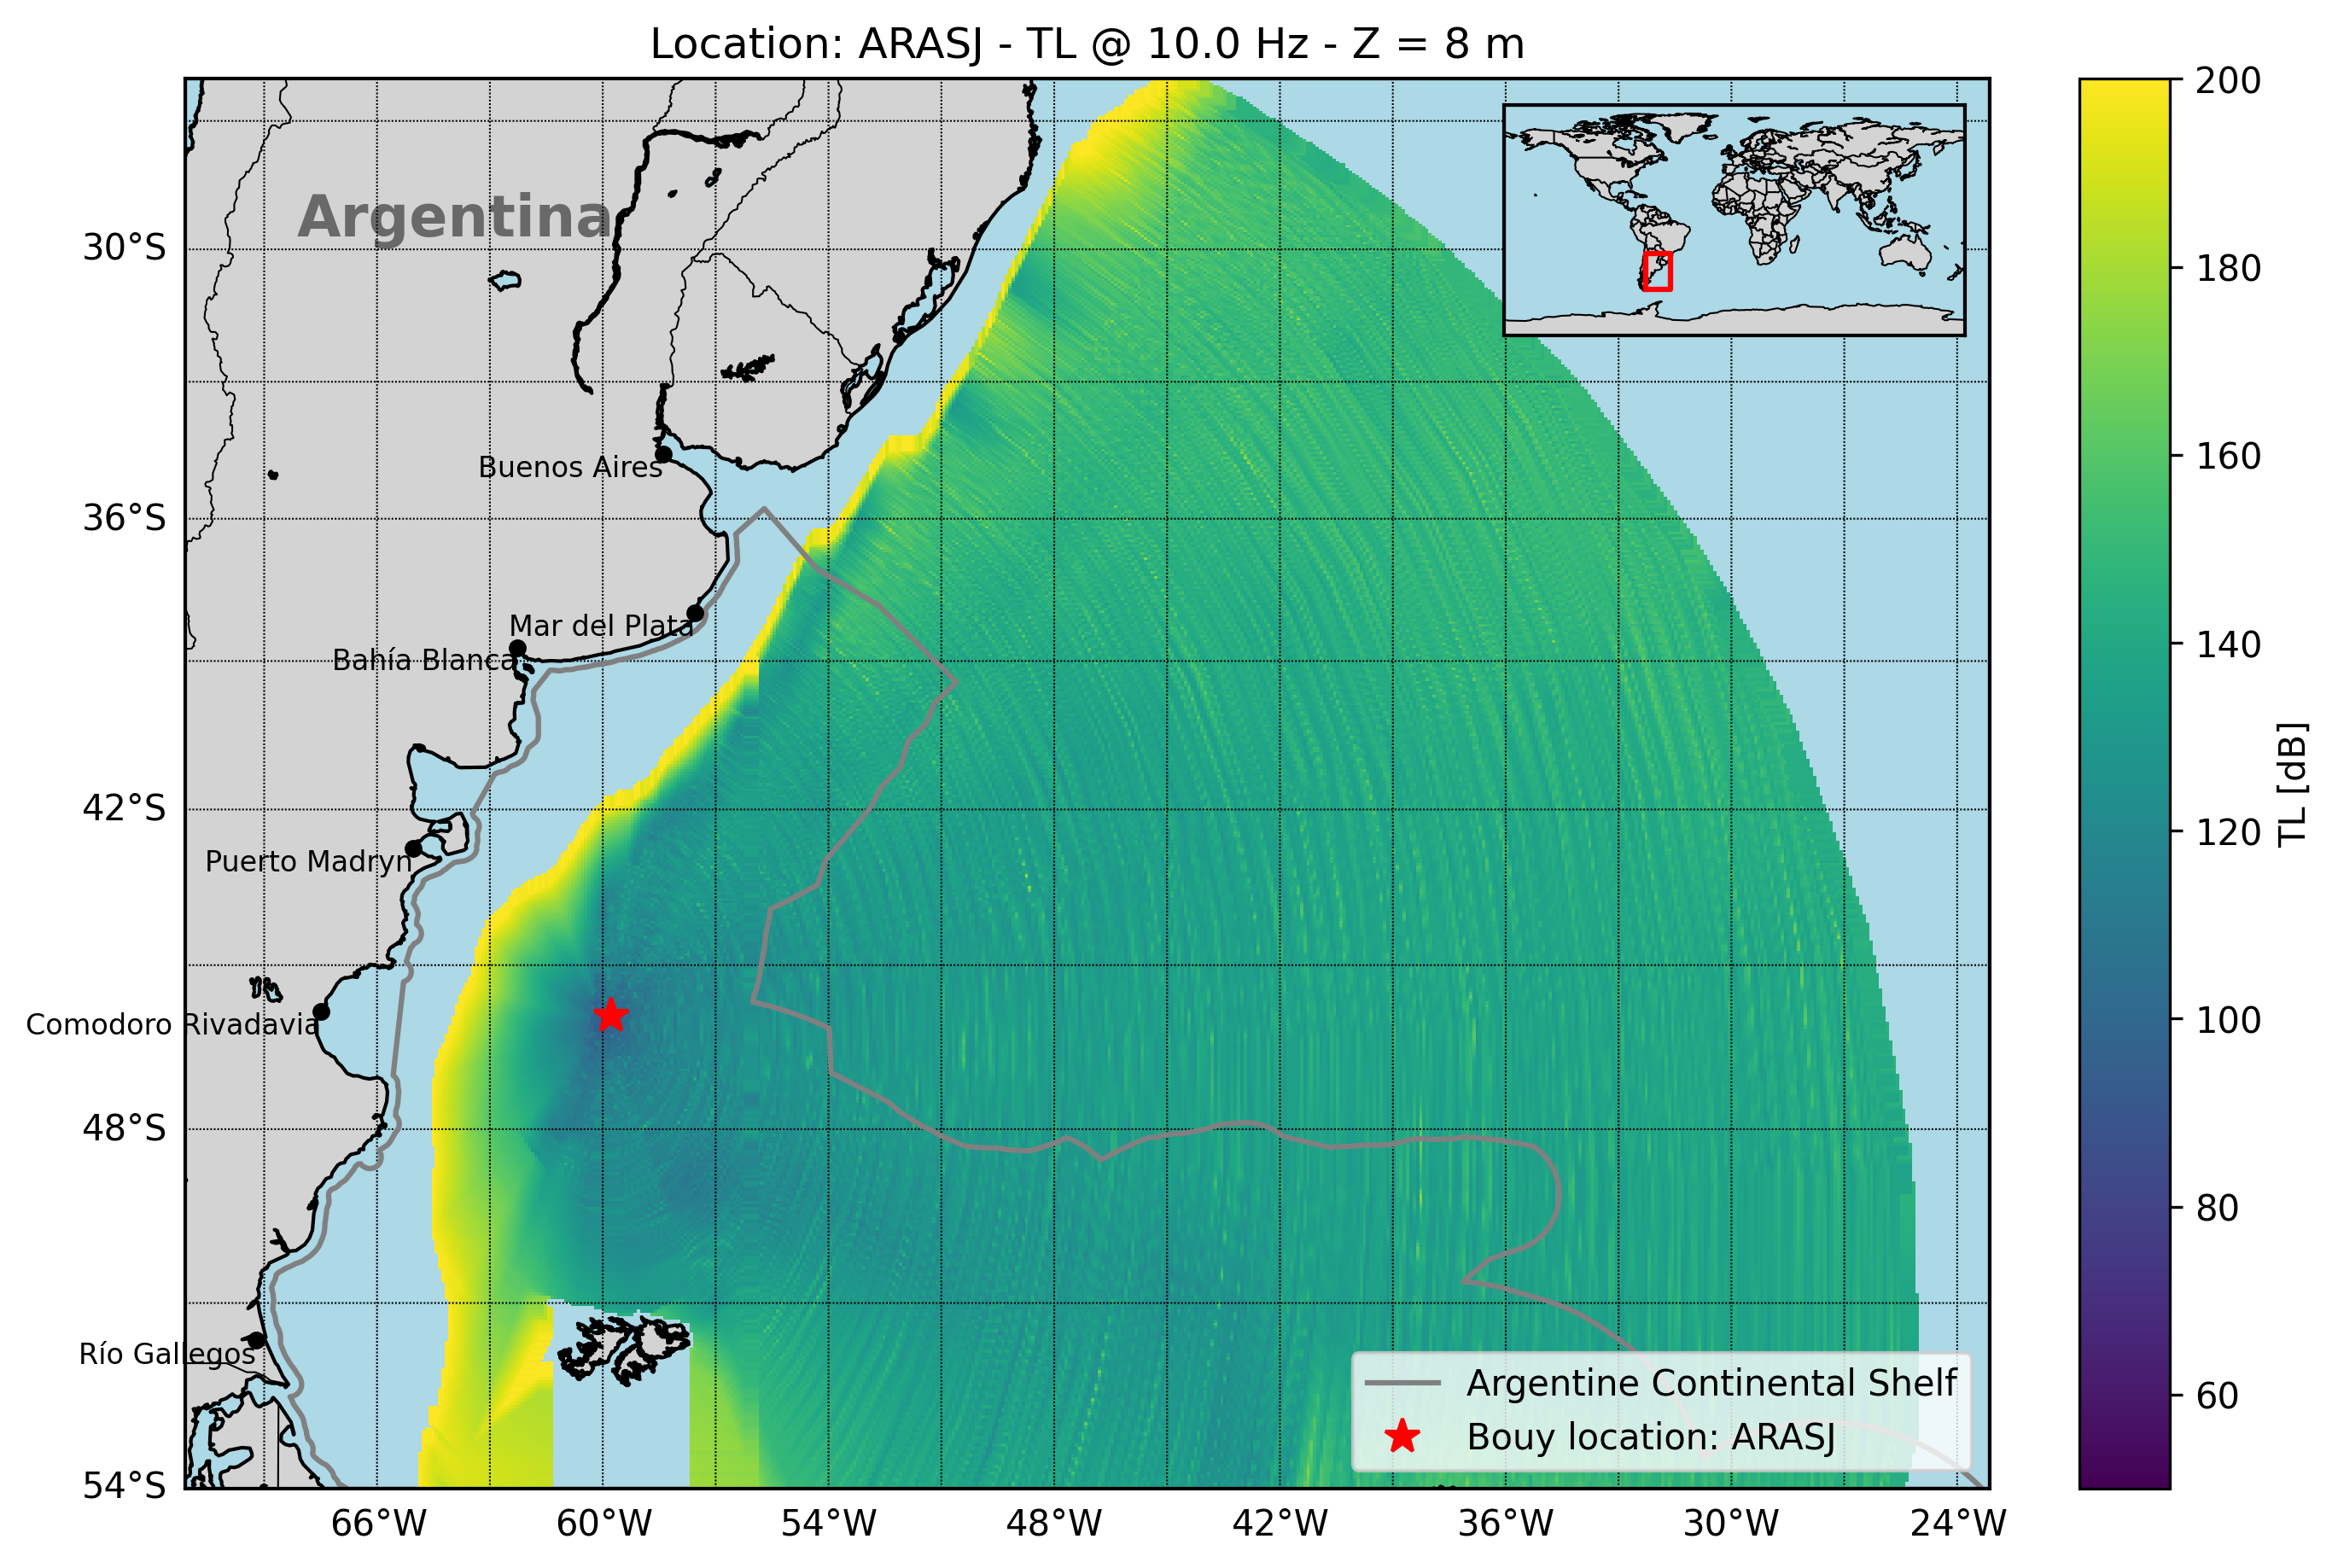 Location: ARASJ - TL @ 10.0 Hz - Z = 8 m
Argentina
30°S
36°S
42°S
48°S
54°S
Buenos Aires
Mar del Plata
Bahía Blanca
Puerto Madryn
Comodoro Rivadavia
Río Gallegos
Argentine Continental Shelf
Bouy location: ARASJ
66°W
60°W
54°W
48°W
42°W
36°W
30°W
24°W
200
180
160
140
120
100
80
60
TL [dB]